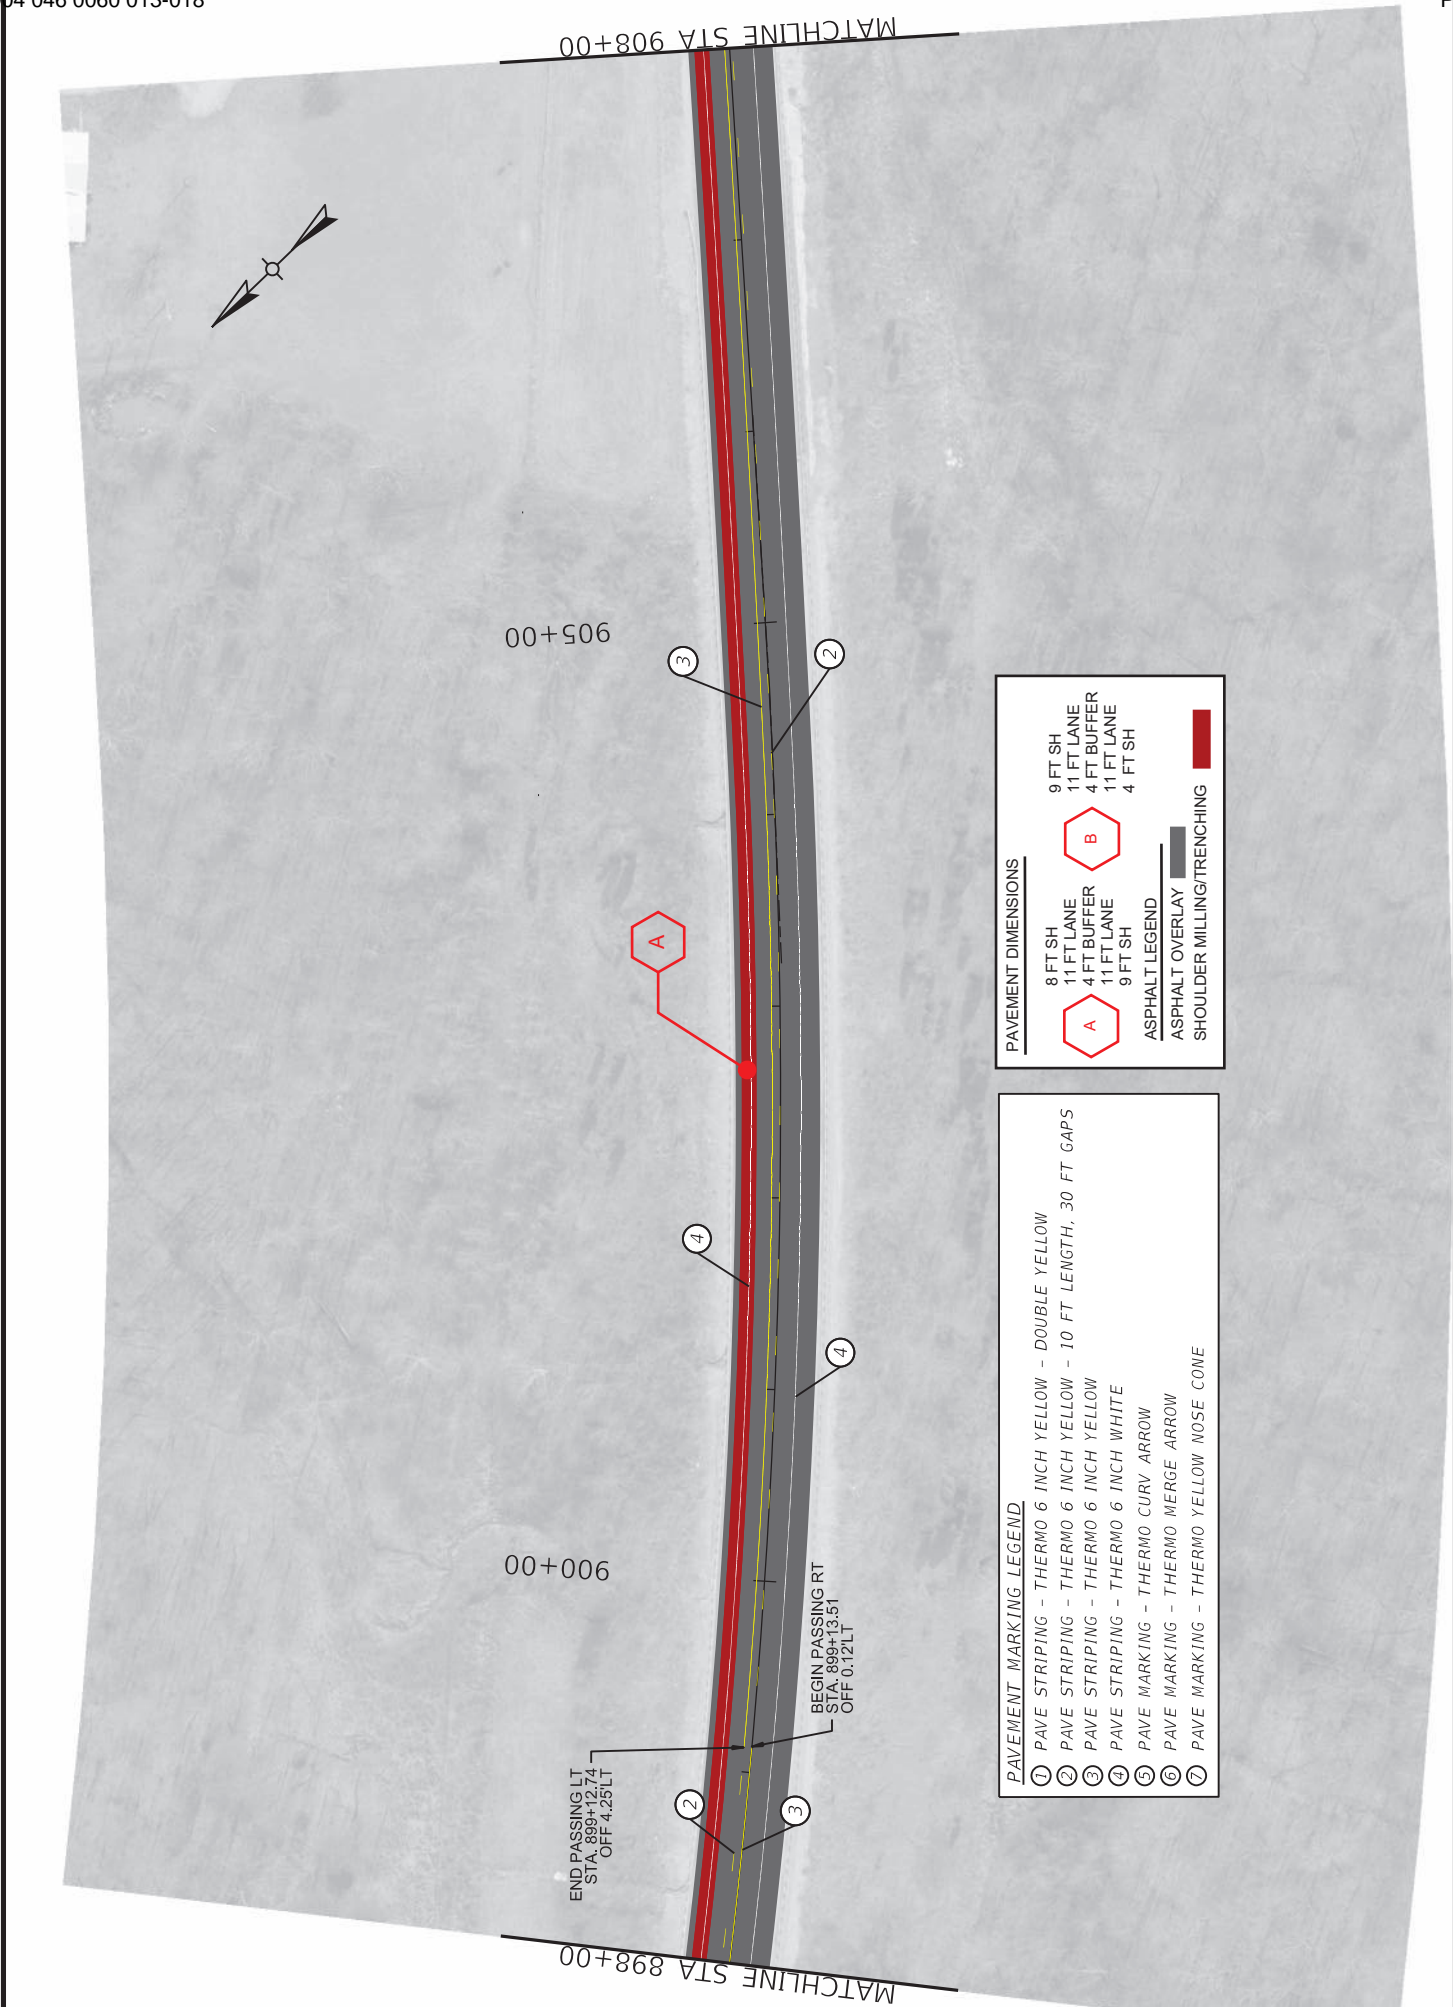 04 046 0060 013-018
P
MATCHLINE STA 908+00
905+00
3
2
A
4
4
900+00
END PASSING LT
STA. 899+12.74
OFF 4.25'LT
BEGIN PASSING RT
STA. 899+13.51
OFF 0.12'LT
2
3
MATCHLINE STA 898+00
PAVEMENT DIMENSIONS
A
8 FT SH
11 FT LANE
4 FT BUFFER
11 FT LANE
9 FT SH
B
9 FT SH
11 FT LANE
4 FT BUFFER
11 FT LANE
4 FT SH
ASPHALT LEGEND
ASPHALT OVERLAY
SHOULDER MILLING/TRENCHING
PAVEMENT MARKING LEGEND
1 PAVE STRIPING - THERMO 6 INCH YELLOW - DOUBLE YELLOW
2 PAVE STRIPING - THERMO 6 INCH YELLOW - 10 FT LENGTH, 30 FT GAPS
3 PAVE STRIPING - THERMO 6 INCH YELLOW
4 PAVE STRIPING - THERMO 6 INCH WHITE
5 PAVE MARKING - THERMO CURV ARROW
6 PAVE MARKING - THERMO MERGE ARROW
7 PAVE MARKING - THERMO YELLOW NOSE CONE